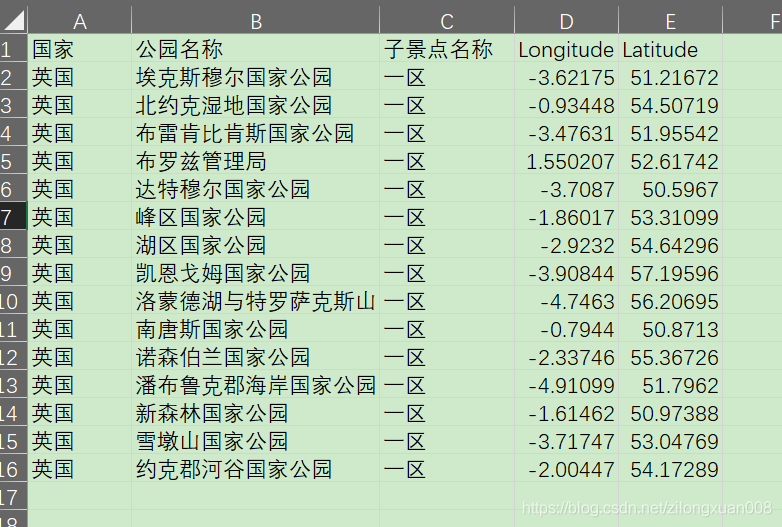 A B C D E F
1 国家 公园名称 子景点名称 Longitude Latitude
2 英国 埃克斯穆尔国家公园 一区 -3.62175 51.21672
3 英国 北约克湿地国家公园 一区 -0.93448 54.50719
4 英国 布雷肯比肯斯国家公园 一区 -3.47631 51.95542
5 英国 布罗兹管理局 一区 1.550207 52.61742
6 英国 达特穆尔国家公园 一区 -3.7087 50.5967
7 英国 峰区国家公园 一区 -1.86017 53.31099
8 英国 湖区国家公园 一区 -2.9232 54.64296
9 英国 凯恩戈姆国家公园 一区 -3.90844 57.19596
10 英国 洛蒙德湖与特罗萨克斯山 一区 -4.7463 56.20695
11 英国 南唐斯国家公园 一区 -0.7944 50.8713
12 英国 诺森伯兰国家公园 一区 -2.33746 55.36726
13 英国 潘布鲁克郡海岸国家公园 一区 -4.91099 51.7962
14 英国 新森林国家公园 一区 -1.61462 50.97388
15 英国 雪墩山国家公园 一区 -3.71747 53.04769
16 英国 约克郡河谷国家公园 一区 -2.00447 54.17289
17
https://blog.csdn.net/zilongxuan008
18